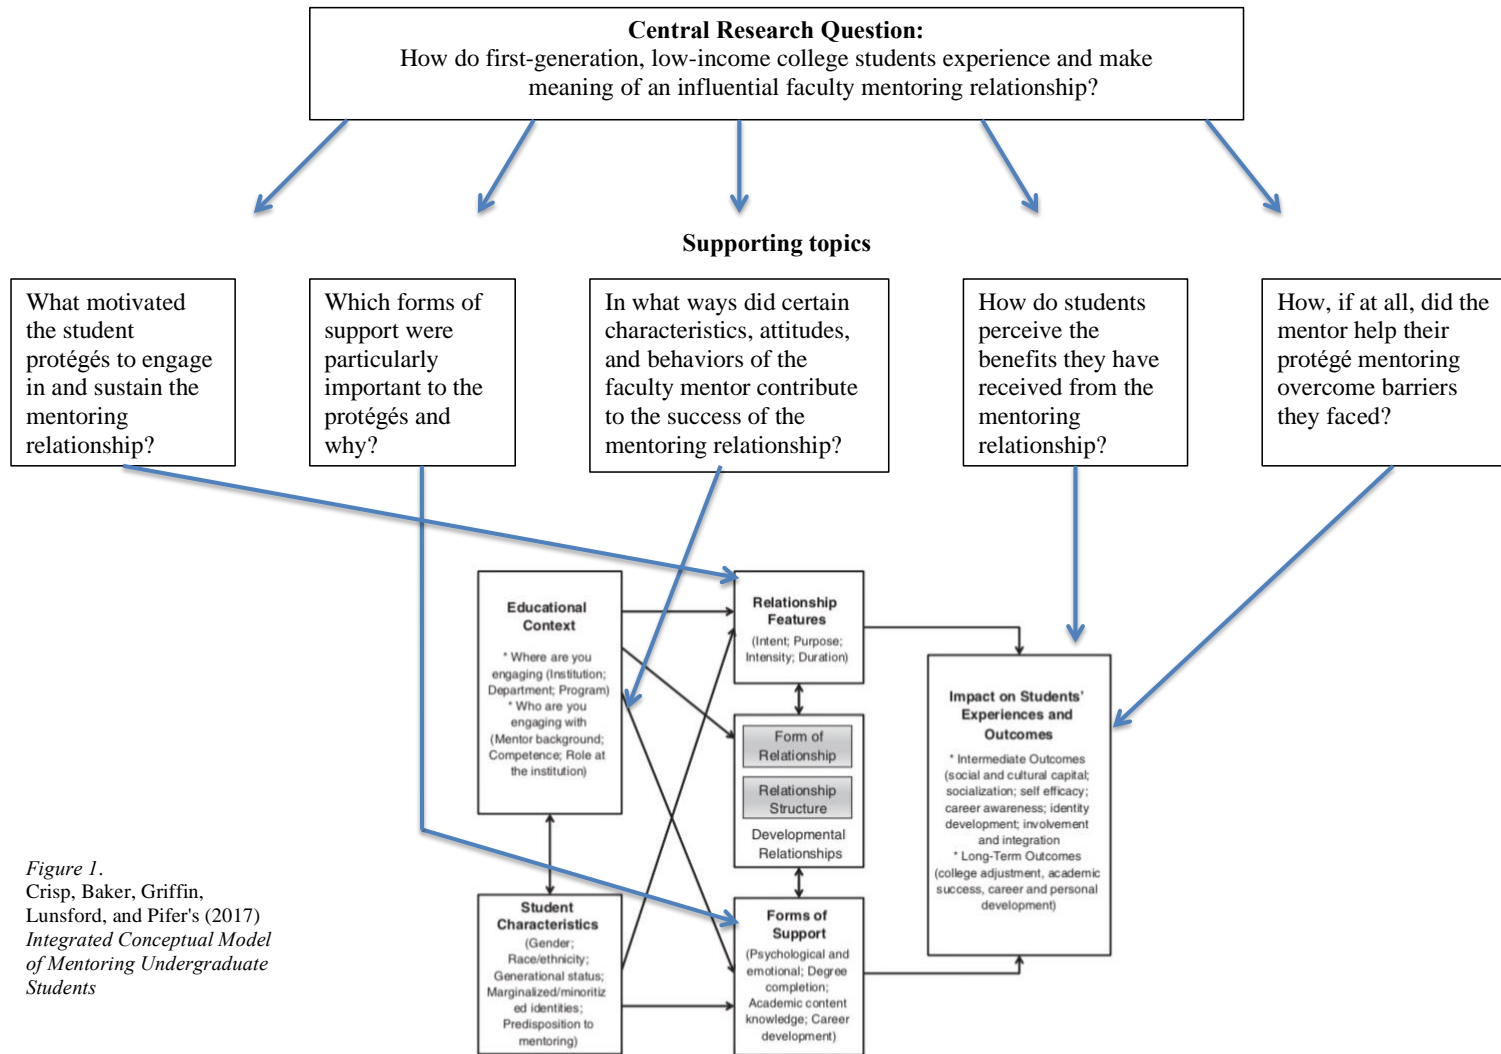 Central Research Question:
How do first-generation, low-income college students experience and make
meaning of an influential faculty mentoring relationship?
Supporting topics
What motivated
the student
protégés to engage
in and sustain the
mentoring
relationship?
Which forms of
support were
particularly
important to the
protégés and
why?
In what ways did certain
characteristics, attitudes,
and behaviors of the
faculty mentor contribute
to the success of the
mentoring relationship?
How do students
perceive the
benefits they have
received from the
mentoring
relationship?
How, if at all, did the
mentor help their
protégé mentoring
overcome barriers
they faced?
Educational
Context
* Where are you
engaging (Institution;
Department; Program)
* Who are you
engaging with
(Mentor background;
Competence; Role at
the institution)
Relationship
Features
(Intent; Purpose;
Intensity; Duration)
Form of
Relationship
Relationship
Structure
Developmental
Relationships
Impact on Students'
Experiences and
Outcomes
* Intermediate Outcomes
(social and cultural capital;
socialization; self efficacy;
career awareness; identity
development; involvement
and integration
* Long-Term Outcomes
(college adjustment, academic
success, career and personal
development)
Student
Characteristics
(Gender;
Race/ethnicity;
Generational status;
Marginalized/minoritiz
ed identities;
Predisposition to
mentoring)
Forms of
Support
(Psychological and
emotional; Degree
completion;
Academic content
knowledge; Career
development)
Figure 1.
Crisp, Baker, Griffin,
Lunsford, and Pifer's (2017)
Integrated Conceptual Model
of Mentoring Undergraduate
Students